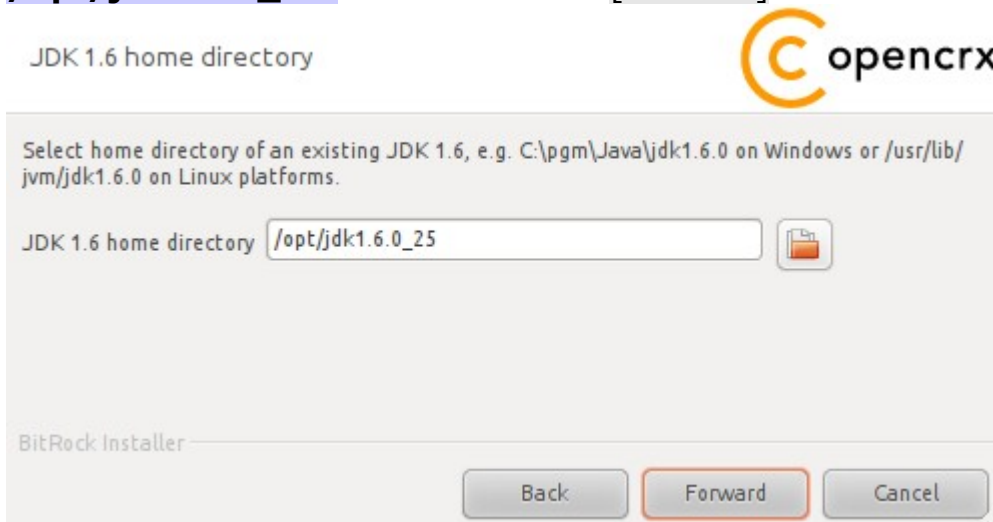 JDK 1.6 home directory
opencrx
Select home directory of an existing JDK 1.6, e.g. C:\pgm\Java\jdk1.6.0 on Windows or /usr/lib/
jvm/jdk1.6.0 on Linux platforms.
JDK 1.6 home directory /opt/jdk1.6.0_25
BitRock Installer
Back Forward Cancel